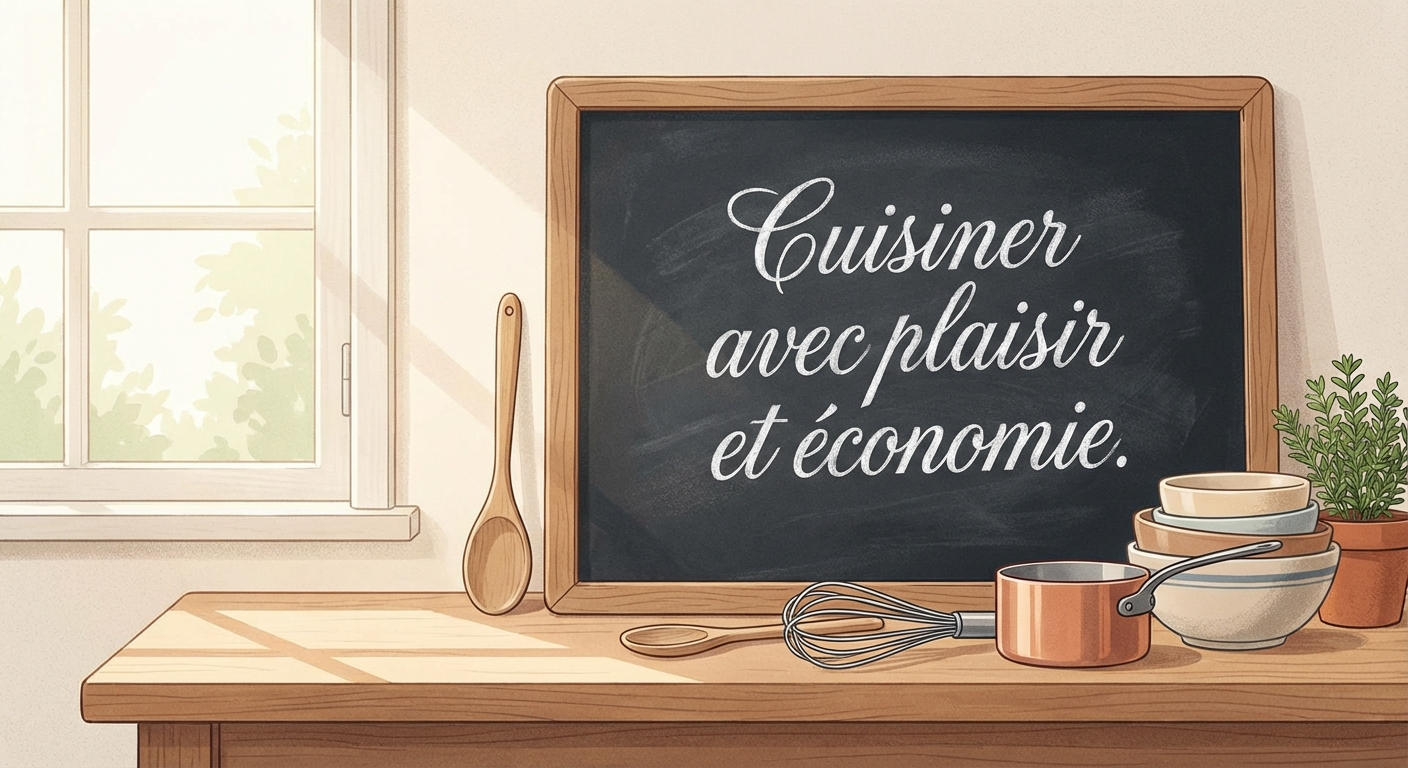 Cuisiner
avec plaisir
et économie.